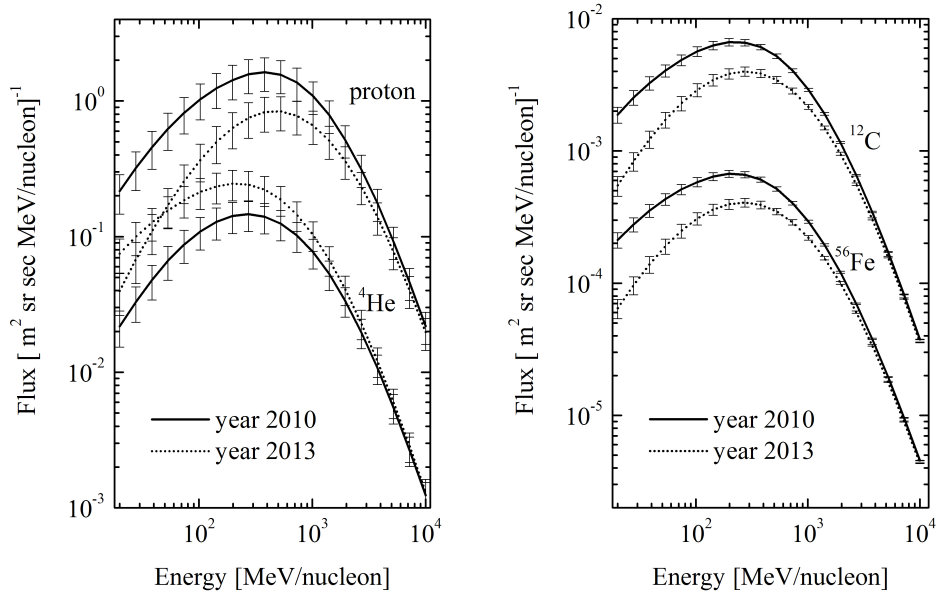 10⁰
10⁻¹
10⁻²
10⁻³
10²
10³
10⁴
Flux [ m² sr sec MeV/nucleon]⁻¹
Energy [MeV/nucleon]
proton
⁴He
year 2010
year 2013
10⁻²
10⁻³
10⁻⁴
10⁻⁵
10²
10³
10⁴
Flux [ m² sr sec MeV/nucleon]⁻¹
Energy [MeV/nucleon]
¹²C
⁵⁶Fe
year 2010
year 2013